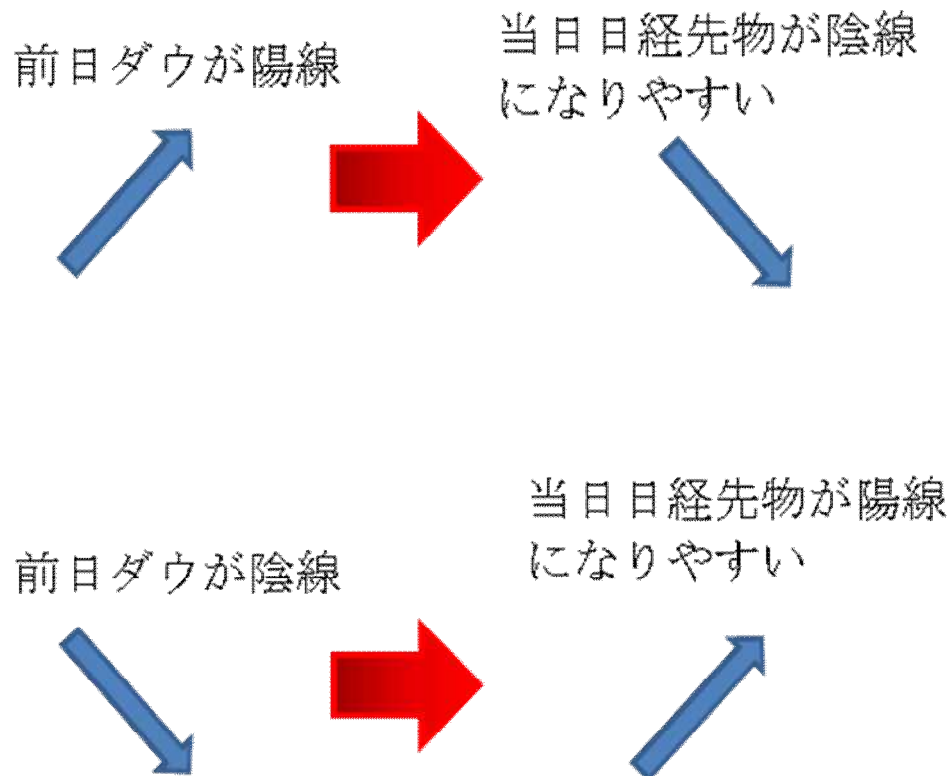 前日ダウが陽線
当日日経先物が陰線
になりやすい
前日ダウが陰線
当日日経先物が陽線
になりやすい